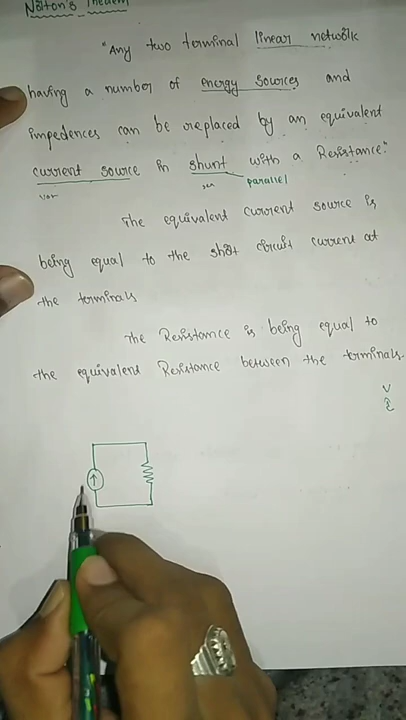 Norton's Theorem
"Any two terminal linear network
having a number of energy sources and
impedences can be replaced by an equivalent
current source in shunt with a Resistance."
parallel
The equivalent current source is
being equal to the short circuit current at
the terminals
The Resistance is being equal to
the equivalent Resistance between the terminals.
V